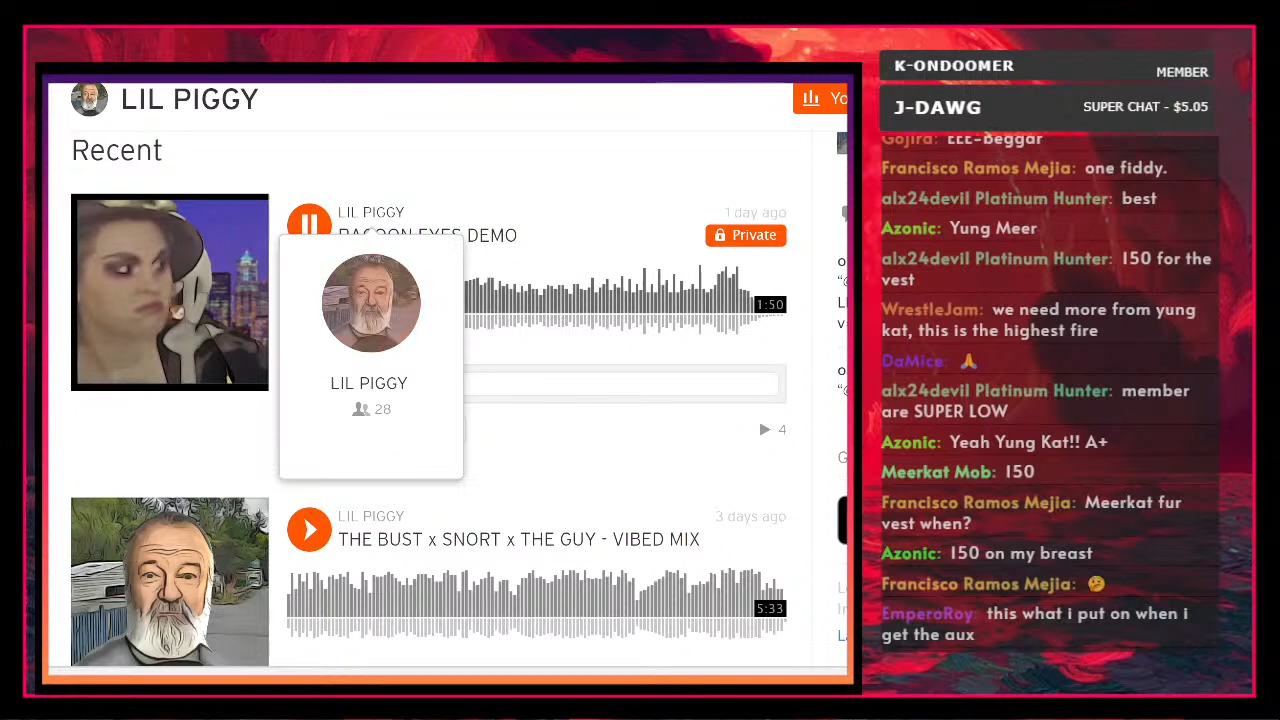 LIL PIGGY
Yo
Recent
LIL PIGGY
1 day ago
RACOON EYES DEMO
Private
1:50
LIL PIGGY
28
4
LIL PIGGY
3 days ago
THE BUST x SNORT x THE GUY - VIBED MIX
5:33
K-ONDOOMER
MEMBER
J-DAWG
SUPER CHAT - $5.05
Gojira: EEE-Beggar
Francisco Ramos Mejia: one fiddy.
alx24devil Platinum Hunter: best
Azonic: Yung Meer
alx24devil Platinum Hunter: 150 for the
vest
WrestleJam: we need more from yung
kat, this is the highest fire
DaMice: 🙏
alx24devil Platinum Hunter: member
are SUPER LOW
Azonic: Yeah Yung Kat!! A+
Meerkat Mob: 150
Francisco Ramos Mejia: Meerkat fur
vest when?
Azonic: 150 on my breast
Francisco Ramos Mejia: 🤔
EmperoRoy: this what i put on when i
get the aux